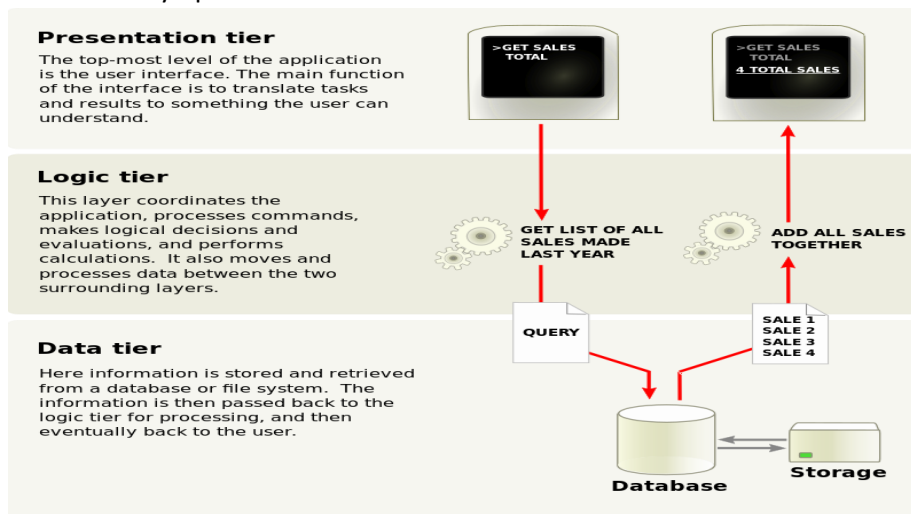 Presentation tier
The top-most level of the application
is the user interface. The main function
of the interface is to translate tasks
and results to something the user can
understand.
>GET SALES
TOTAL
>GET SALES
TOTAL
4 TOTAL SALES
Logic tier
This layer coordinates the
application, processes commands,
makes logical decisions and
evaluations, and performs
calculations. It also moves and
processes data between the two
surrounding layers.
GET LIST OF ALL
SALES MADE
LAST YEAR
ADD ALL SALES
TOGETHER
QUERY
SALE 1
SALE 2
SALE 3
SALE 4
Data tier
Here information is stored and retrieved
from a database or file system. The
information is then passed back to the
logic tier for processing, and then
eventually back to the user.
Database
Storage